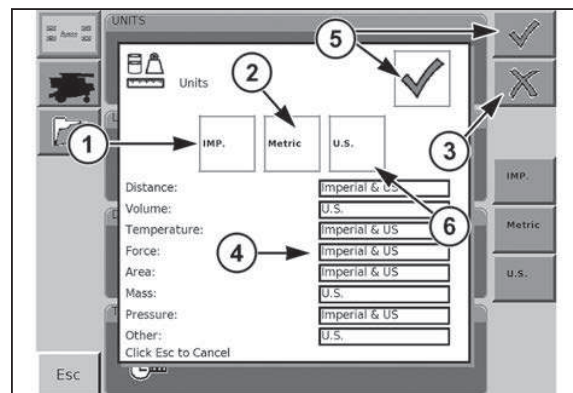 UNITS
5
2
Units
1
3
IMP.
Metric
U.S.
IMP.
Distance:
Imperial & US
6
Volume:
U.S.
Metric
Temperature:
Imperial & US
4
Force:
Imperial & US
Area:
Imperial & US
U.S.
Mass:
U.S.
Pressure:
Imperial & US
Other:
U.S.
Click Esc to Cancel
Esc